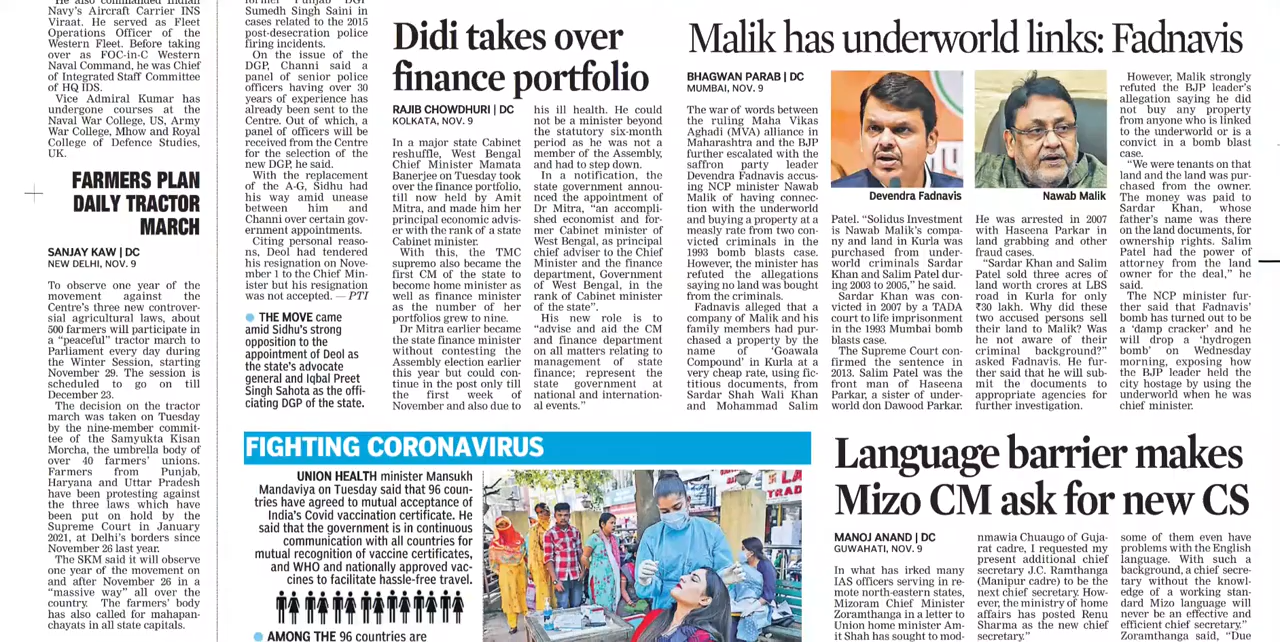 He also commanded Indian
Navy's Aircraft Carrier INS
Viraat. He served as Fleet
Operations Officer of the
Western Fleet. Before taking
over as FOC-in-C Western
Naval Command, he was Chief
of Integrated Staff Committee
of HQ IDS.
Vice Admiral Kumar has
undergone courses at the
Naval War College, US, Army
War College, Mhow and Royal
College of Defence Studies,
UK.
FARMERS PLAN
DAILY TRACTOR
MARCH
SANJAY KAW | DC
NEW DELHI, NOV. 9
To observe one year of the
movement against the
Centre's three new controver-
sial agricultural laws, about
500 farmers will participate in
a “peaceful” tractor march to
Parliament every day during
the Winter Session, starting
November 29. The session is
scheduled to go on till
December 23.
The decision on the tractor
march was taken on Tuesday
by the nine-member commit-
tee of the Samyukta Kisan
Morcha, the umbrella body of
over 40 farmers' unions.
Farmers from Punjab,
Haryana and Uttar Pradesh
have been protesting against
the three laws which have
been put on hold by the
Supreme Court in January
2021, at Delhi's borders since
November 26 last year.
The SKM said it will observe
one year of the movement on
and after November 26 in a
“massive way” all over the
country. The farmers' body
has also called for mahapan-
chayats in all state capitals.
former Punjab DGP
Sumedh Singh Saini in
cases related to the 2015
post-desecration police
firing incidents.
On the issue of the
DGP, Channi said a
panel of senior police
officers having over 30
years of experience has
already been sent to the
Centre. Out of which, a
panel of officers will be
received from the Centre
for the selection of the
new DGP, he said.
With the replacement
of the A-G, Sidhu had
his way amid unease
between him and
Channi over certain gov-
ernment appointments.
Citing personal reaso-
ns, Deol had tendered
his resignation on Nove-
mber 1 to the Chief Min-
ister but his resignation
was not accepted. — PTI
● THE MOVE came
amid Sidhu's strong
opposition to the
appointment of Deol as
the state's advocate
general and Iqbal Preet
Singh Sahota as the offi-
ciating DGP of the state.
Didi takes over
finance portfolio
RAJIB CHOWDHURI | DC
KOLKATA, NOV. 9
In a major state Cabinet
reshuffle, West Bengal
Chief Minister Mamata
Banerjee on Tuesday took
over the finance portfolio,
till now held by Amit
Mitra, and made him her
principal economic advis-
er with the rank of a state
Cabinet minister.
With this, the TMC
supremo also became the
first CM of the state to
become home minister as
well as finance minister
as the number of her
portfolios grew to nine.
Dr Mitra earlier became
the state finance minister
without contesting the
Assembly election earlier
this year but could con-
tinue in the post only till
the first week of
November and also due to
his ill health. He could
not be a minister beyond
the statutory six-month
period as he was not a
member of the Assembly,
and had to step down.
In a notification, the
state government annou-
nced the appointment of
Dr Mitra, “an accompli-
shed economist and for-
mer Cabinet minister of
West Bengal, as principal
chief adviser to the Chief
Minister and the finance
department, Government
of West Bengal, in the
rank of Cabinet minister
of the state”.
His new role is to
“advise and aid the CM
and finance department
on all matters relating to
management of state
finance; represent the
state government at
national and internation-
al events.”
Malik has underworld links: Fadnavis
BHAGWAN PARAB | DC
MUMBAI, NOV. 9
The war of words between
the ruling Maha Vikas
Aghadi (MVA) alliance in
Maharashtra and the BJP
further escalated with the
saffron party leader
Devendra Fadnavis accus-
ing NCP minister Nawab
Malik of having connec-
tion with the underworld
and buying a property at a
measly rate from two con-
victed criminals in the
1993 bomb blasts case.
However, the minister has
refuted the allegations
saying no land was bought
from the criminals.
Fadnavis alleged that a
company of Malik and his
family members had pur-
chased a property by the
name of ‘Goawala
Compound’ in Kurla at a
very cheap rate, using fic-
titious documents, from
Sardar Shah Wali Khan
and Mohammad Salim
Devendra Fadnavis
Patel. “Solidus Investment
is Nawab Malik's compa-
ny and land in Kurla was
purchased from under-
world criminals Sardar
Khan and Salim Patel dur-
ing 2003 to 2005,” he said.
Sardar Khan was con-
victed in 2007 by a TADA
court to life imprisonment
in the 1993 Mumbai bomb
blasts case.
The Supreme Court con-
firmed the sentence in
2013. Salim Patel was the
front man of Haseena
Parkar, a sister of under-
world don Dawood Parkar.
Nawab Malik
He was arrested in 2007
with Haseena Parkar in
land grabbing and other
fraud cases.
“Sardar Khan and Salim
Patel sold three acres of
land worth crores at LBS
road in Kurla for only
₹30 lakh. Why did these
two accused persons sell
their land to Malik? Was
he not aware of their
criminal background?”
asked Fadnavis. He fur-
ther said that he will sub-
mit the documents to
appropriate agencies for
further investigation.
However, Malik strongly
refuted the BJP leader's
allegation saying he did
not buy any property
from anyone who is linked
to the underworld or is a
convict in a bomb blast
case.
“We were tenants on that
land and the land was pur-
chased from the owner.
The money was paid to
Sardar Khan, whose
father's name was there
on the land documents, for
ownership rights. Salim
Patel had the power of
attorney from the land
owner for the deal,” he
said.
The NCP minister fur-
ther said that Fadnavis'
bomb has turned out to be
a ‘damp cracker’ and he
will drop a ‘hydrogen
bomb’ on Wednesday
morning, exposing how
the BJP leader held the
city hostage by using the
underworld when he was
chief minister.
FIGHTING CORONAVIRUS
UNION HEALTH minister Mansukh
Mandaviya on Tuesday said that 96 coun-
tries have agreed to mutual acceptance of
India's Covid vaccination certificate. He
said that the government is in continuous
communication with all countries for
mutual recognition of vaccine certificates,
and WHO and nationally approved vac-
cines to facilitate hassle-free travel.
● AMONG THE 96 countries are
TRAD
Language barrier makes
Mizo CM ask for new CS
MANOJ ANAND | DC
GUWAHATI, NOV. 9
In what has irked many
IAS officers serving in re-
mote north-eastern states,
Mizoram Chief Minister
Zoramthanga in a letter to
Union home minister Am-
it Shah has sought to mod-
nmawia Chuaugo of Guja-
rat cadre, I requested my
present additional chief
secretary J.C. Ramthanga
(Manipur cadre) to be the
next chief secretary. How-
ever, the ministry of home
affairs has posted Renu
Sharma as the new chief
secretary.”
some of them even have
problems with the English
language. With such a
background, a chief secre-
tary without the knowl-
edge of a working stan-
dard Mizo language will
never be an effective and
efficient chief secretary.”
Zoramthanga said, “Due